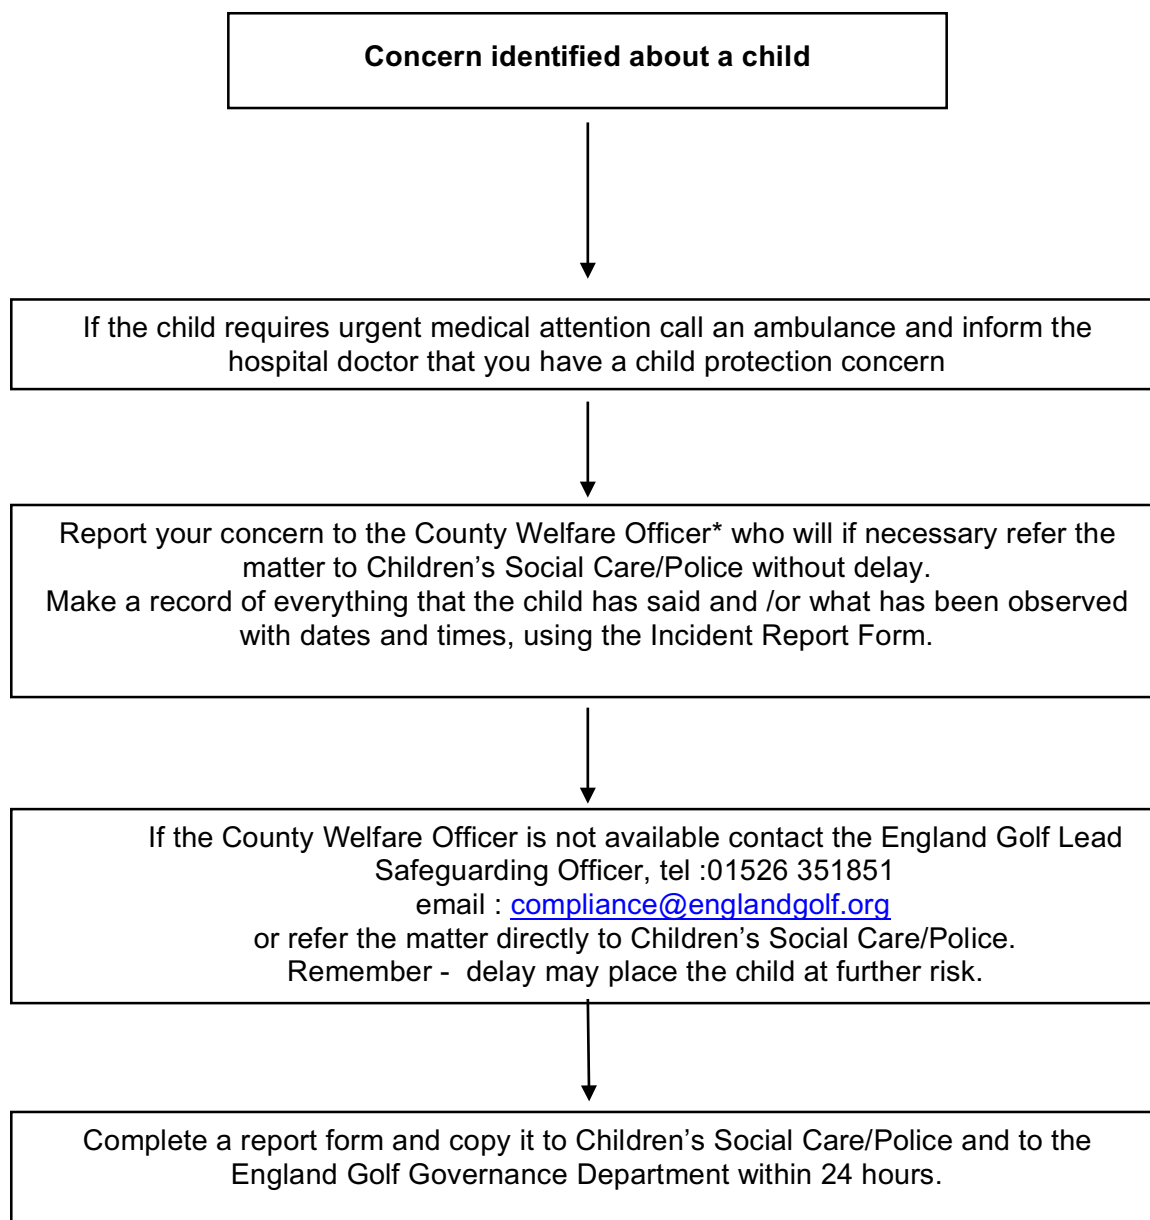 Concern identified about a child
If the child requires urgent medical attention call an ambulance and inform the
hospital doctor that you have a child protection concern
Report your concern to the County Welfare Officer* who will if necessary refer the
matter to Children’s Social Care/Police without delay.
Make a record of everything that the child has said and /or what has been observed
with dates and times, using the Incident Report Form.
If the County Welfare Officer is not available contact the England Golf Lead
Safeguarding Officer, tel :01526 351851
email : compliance@englandgolf.org
or refer the matter directly to Children’s Social Care/Police.
Remember -  delay may place the child at further risk.
Complete a report form and copy it to Children’s Social Care/Police and to the
England Golf Governance Department within 24 hours.